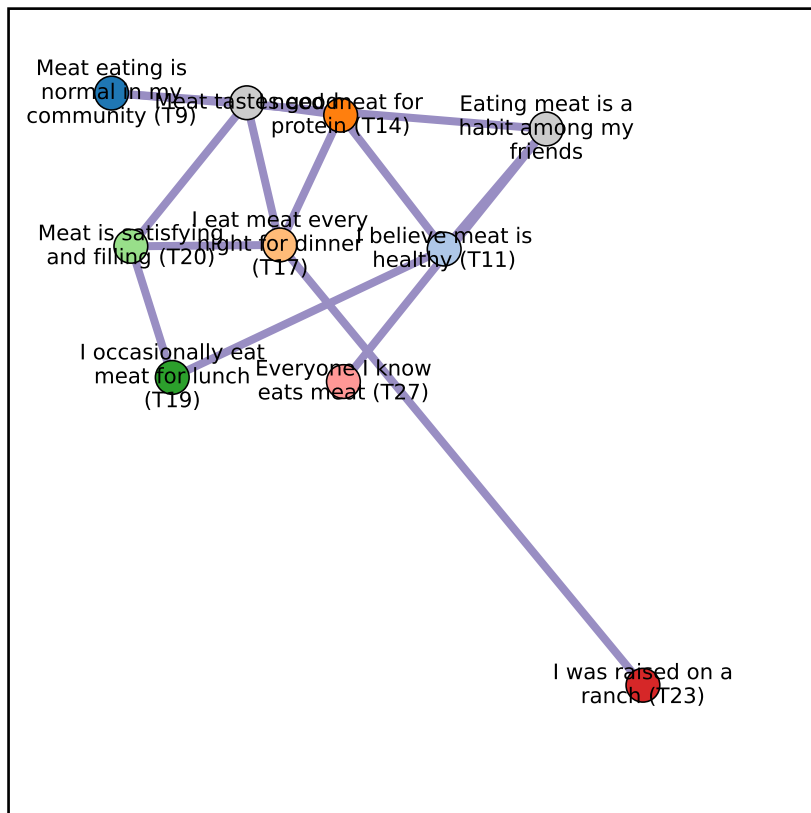 Meat eating is
normal in my
community (T9)
Meat tastes good
I need meat for
protein (T14)
Eating meat is a
habit among my
friends
Meat is satisfying
and filling (T20)
I eat meat every
night for dinner
(T17)
I believe meat is
healthy (T11)
I occasionally eat
meat for lunch
(T19)
Everyone I know
eats meat (T27)
I was raised on a
ranch (T23)